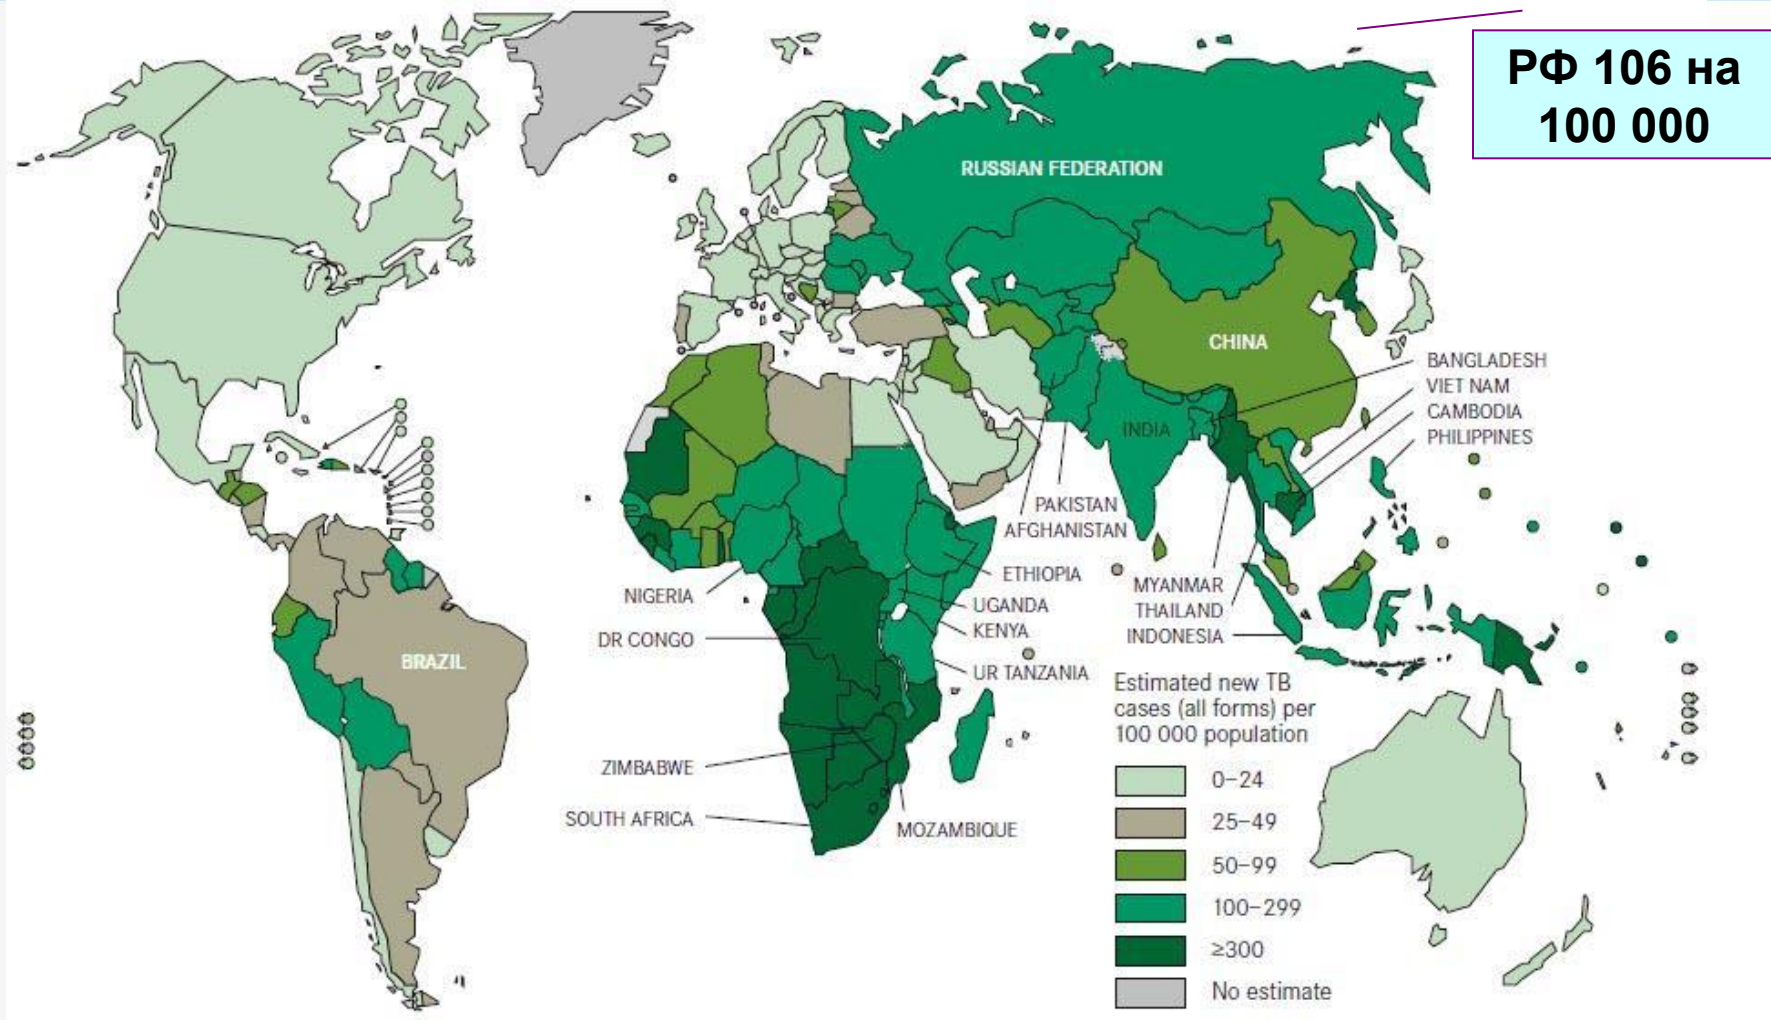 РФ 106 на
100 000
RUSSIAN FEDERATION
CHINA
BANGLADESH
VIET NAM
CAMBODIA
PHILIPPINES
INDIA
PAKISTAN
AFGHANISTAN
ETHIOPIA
NIGERIA
UGANDA
KENYA
DR CONGO
UR TANZANIA
MYANMAR
THAILAND
INDONESIA
BRAZIL
ZIMBABWE
SOUTH AFRICA
MOZAMBIQUE
Estimated new TB
cases (all forms) per
100 000 population
0–24
25–49
50–99
100–299
≥300
No estimate